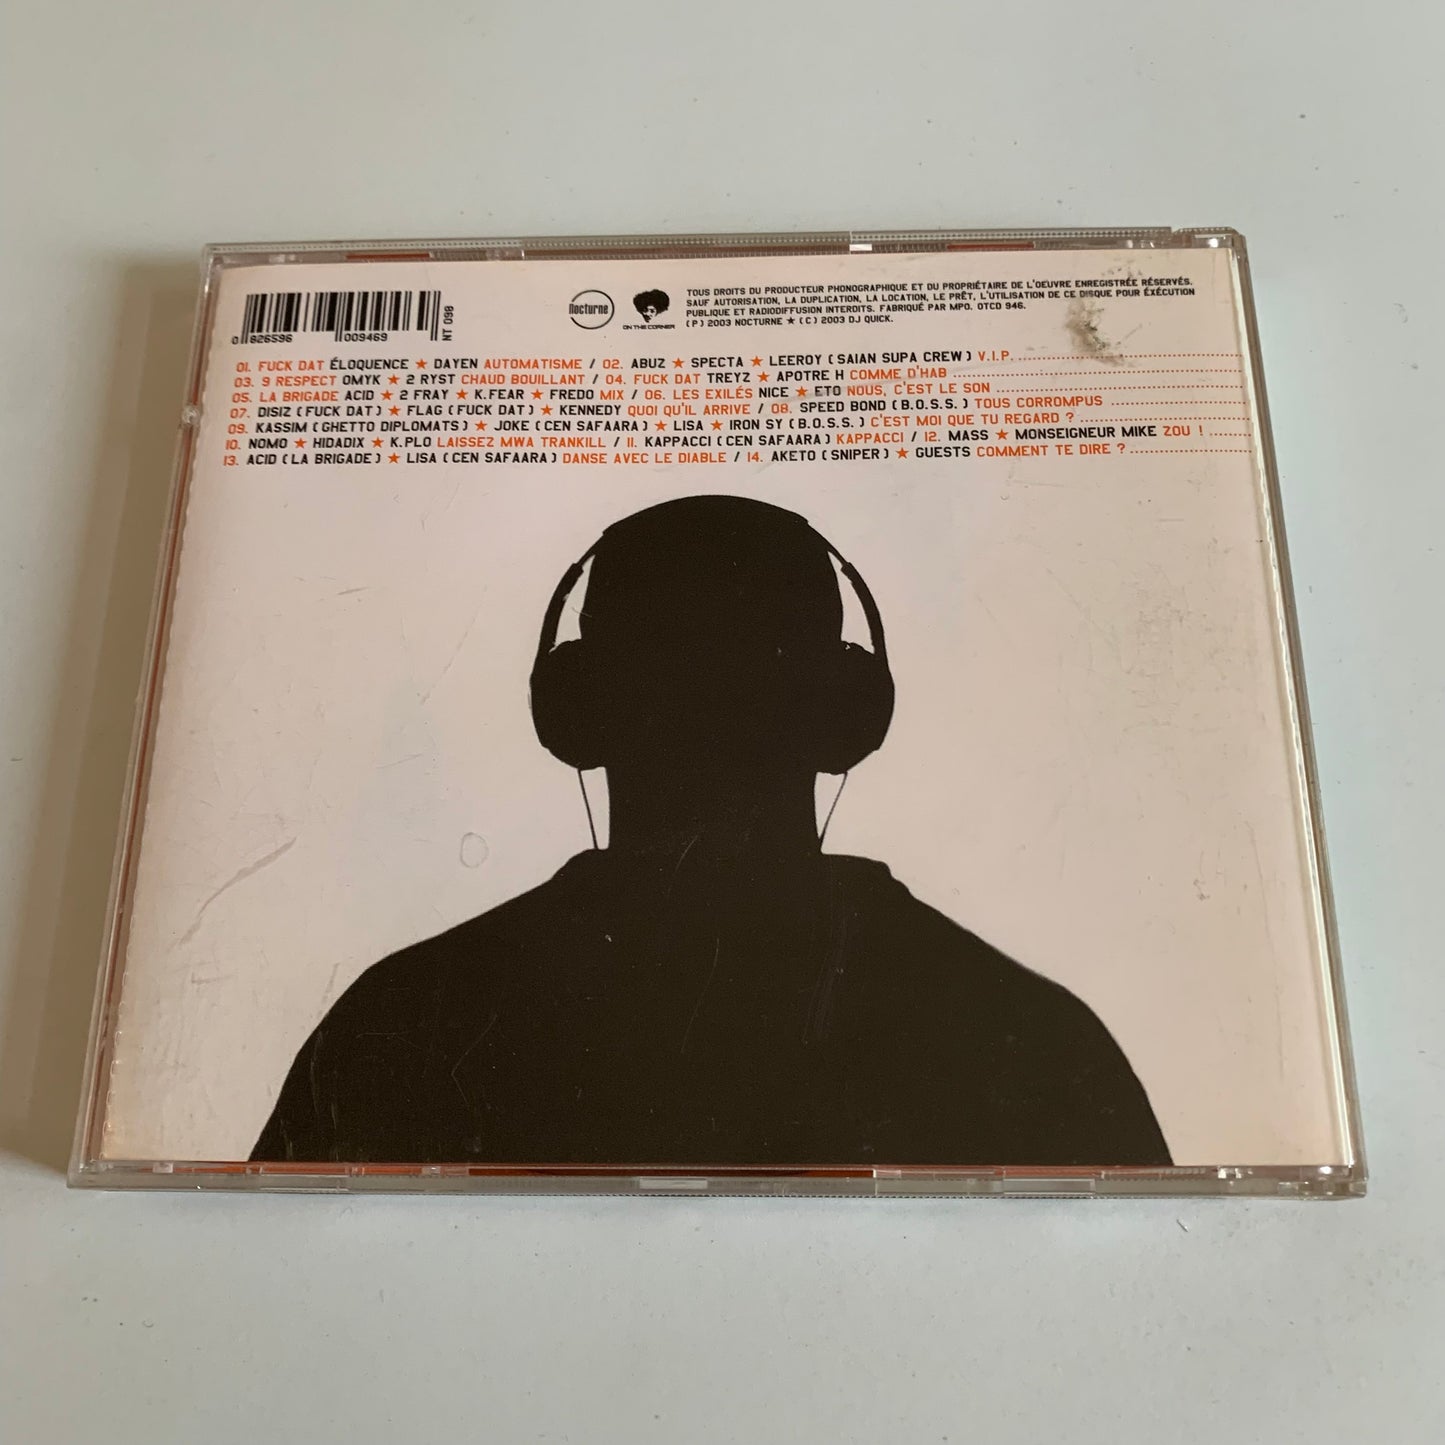 0 826596 009469
NT 098
Nocturne
ON THE CORNER
TOUS DROITS DU PRODUCTEUR PHONOGRAPHIQUE ET DU PROPRIÉTAIRE DE L'OEUVRE ENREGISTRÉE RÉSERVÉS.
SAUF AUTORISATION, LA DUPLICATION, LA LOCATION, LE PRÊT, L'UTILISATION DE CE DISQUE POUR ÉXÉCUTION
PUBLIQUE ET RADIODIFFUSION INTERDITS. FABRIQUÉ PAR MPO. OTCD 946.
(P) 2003 NOCTURNE ★ (C) 2003 DJ QUICK.
01. FUCK DAT ÉLOQUENCE ★ DAYEN AUTOMATISME / 02. ABUZ ★ SPECTA ★ LEEROY (SAIAN SUPA CREW) V.I.P.
03. 9 RESPECT OMYK ★ 2 RYST CHAUD BOUILLANT / 04. FUCK DAT TREYZ ★ APOTRE H COMME D'HAB
05. LA BRIGADE ACID ★ 2 FRAY ★ K.FEAR ★ FREDO MIX / 06. LES EXILÉS NICE ★ ETO NOUS, C'EST LE SON
07. DISIZ (FUCK DAT) ★ FLAG (FUCK DAT) ★ KENNEDY QUOI QU'IL ARRIVE / 08. SPEED BOND (B.O.S.S.) TOUS CORROMPUS
09. KASSIM (GHETTO DIPLOMATS) ★ JOKE (CEN SAFAARA) ★ LISA ★ IRON SY (B.O.S.S.) C'EST MOI QUE TU REGARD ?
10. NOMO ★ HIDADIX ★ K.PLO LAISSEZ MWA TRANKILL / 11. KAPPACCI (CEN SAFAARA) KAPPACCI / 12. MASS ★ MONSEIGNEUR MIKE ZOU !
13. ACID (LA BRIGADE) ★ LISA (CEN SAFAARA) DANSE AVEC LE DIABLE / 14. AKETO (SNIPER) ★ GUESTS COMMENT TE DIRE ?